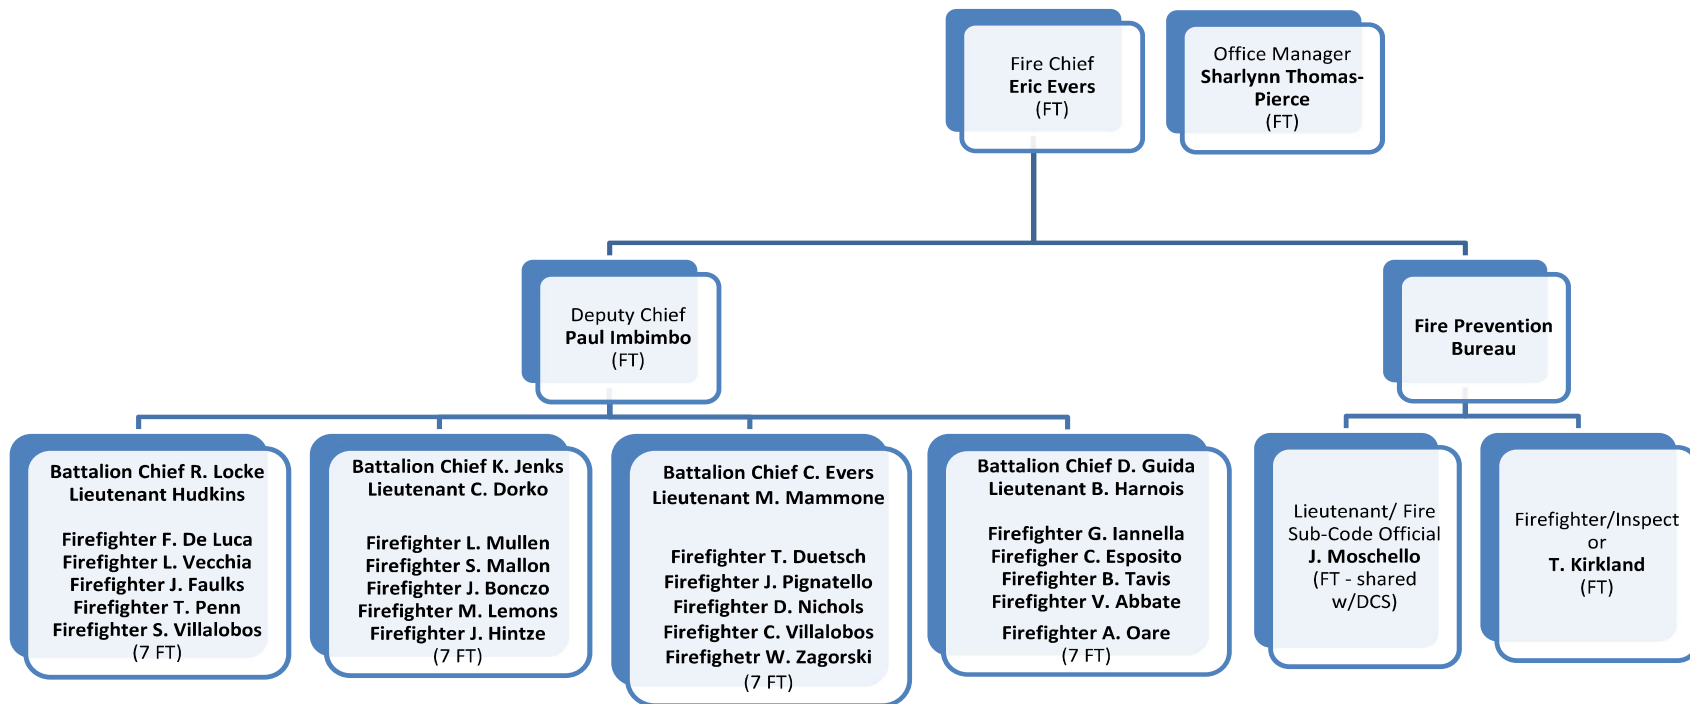 Fire Chief
Eric Evers
(FT)
Office Manager
Sharlynn Thomas-
Pierce
(FT)
Deputy Chief
Paul Imbimbo
(FT)
Fire Prevention
Bureau
Battalion Chief R. Locke
Lieutenant Hudkins
Firefighter F. De Luca
Firefighter L. Vecchia
Firefighter J. Faulks
Firefighter T. Penn
Firefighter S. Villalobos
(7 FT)
Battalion Chief K. Jenks
Lieutenant C. Dorko
Firefighter L. Mullen
Firefighter S. Mallon
Firefighter J. Bonczo
Firefighter M. Lemons
Firefighter J. Hintze
(7 FT)
Battalion Chief C. Evers
Lieutenant M. Mammone
Firefighter T. Duetsch
Firefighter J. Pignatello
Firefighter D. Nichols
Firefighter C. Villalobos
Firefighetr W. Zagorski
(7 FT)
Battalion Chief D. Guida
Lieutenant B. Harnois
Firefighter G. Iannella
Firefigher C. Esposito
Firefighter B. Tavis
Firefighter V. Abbate
Firefighter A. Oare
(7 FT)
Lieutenant/ Fire
Sub-Code Official
J. Moschello
(FT - shared
w/DCS)
Firefighter/Inspect
or
T. Kirkland
(FT)